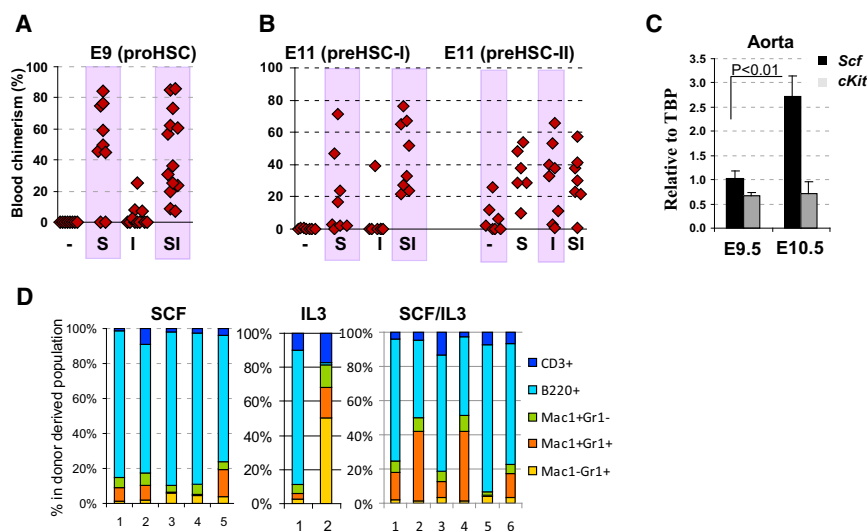 A
E9 (proHSC)
Blood chimerism (%)
100
80
60
40
20
0
- S I SI
B
E11 (preHSC-I) E11 (preHSC-II)
100
80
60
40
20
0
- S I SI - S I SI
C
Aorta
Relative to TBP
3.5
3.0
2.5
2.0
1.5
1.0
0.5
0.0
P<0.01
Scf
cKit
E9.5 E10.5
D
SCF
% in donor derived population
100%
80%
60%
40%
20%
0%
1 2 3 4 5
IL3
100%
80%
60%
40%
20%
0%
1 2
SCF/IL3
100%
80%
60%
40%
20%
0%
1 2 3 4 5 6
CD3+
B220+
Mac1+Gr1-
Mac1+Gr1+
Mac1-Gr1+